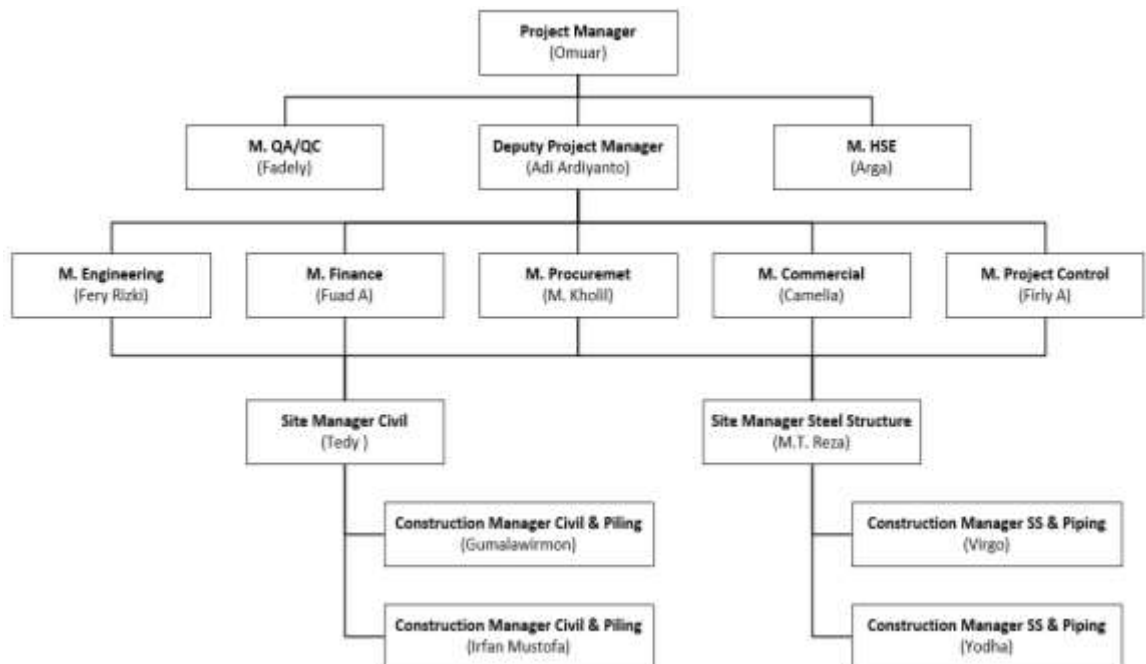 Project Manager
(Omuar)
M. QA/QC
(Fadely)
Deputy Project Manager
(Adi Ardiyanto)
M. HSE
(Arga)
M. Engineering
(Fery Rizki)
M. Finance
(Fuad A)
M. Procuremet
(M. Kholil)
M. Commercial
(Camelia)
M. Project Control
(Firly A)
Site Manager Civil
(Tedy )
Site Manager Steel Structure
(M.T. Reza)
Construction Manager Civil & Piling
(Gumalawirmon)
Construction Manager SS & Piping
(Virgo)
Construction Manager Civil & Piling
(Irfan Mustofa)
Construction Manager SS & Piping
(Yodha)